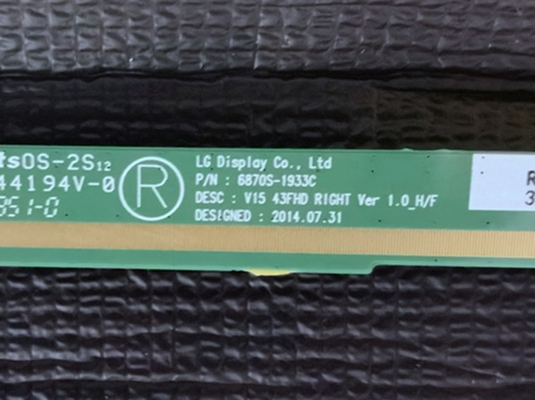 tsOS-2S12
44194V-0
R
LG Display Co., Ltd
P/N : 6870S-1933C
DESC : V15 43FHD RIGHT Ver 1.0_H/F
DESIGNED : 2014.07.31
R
3